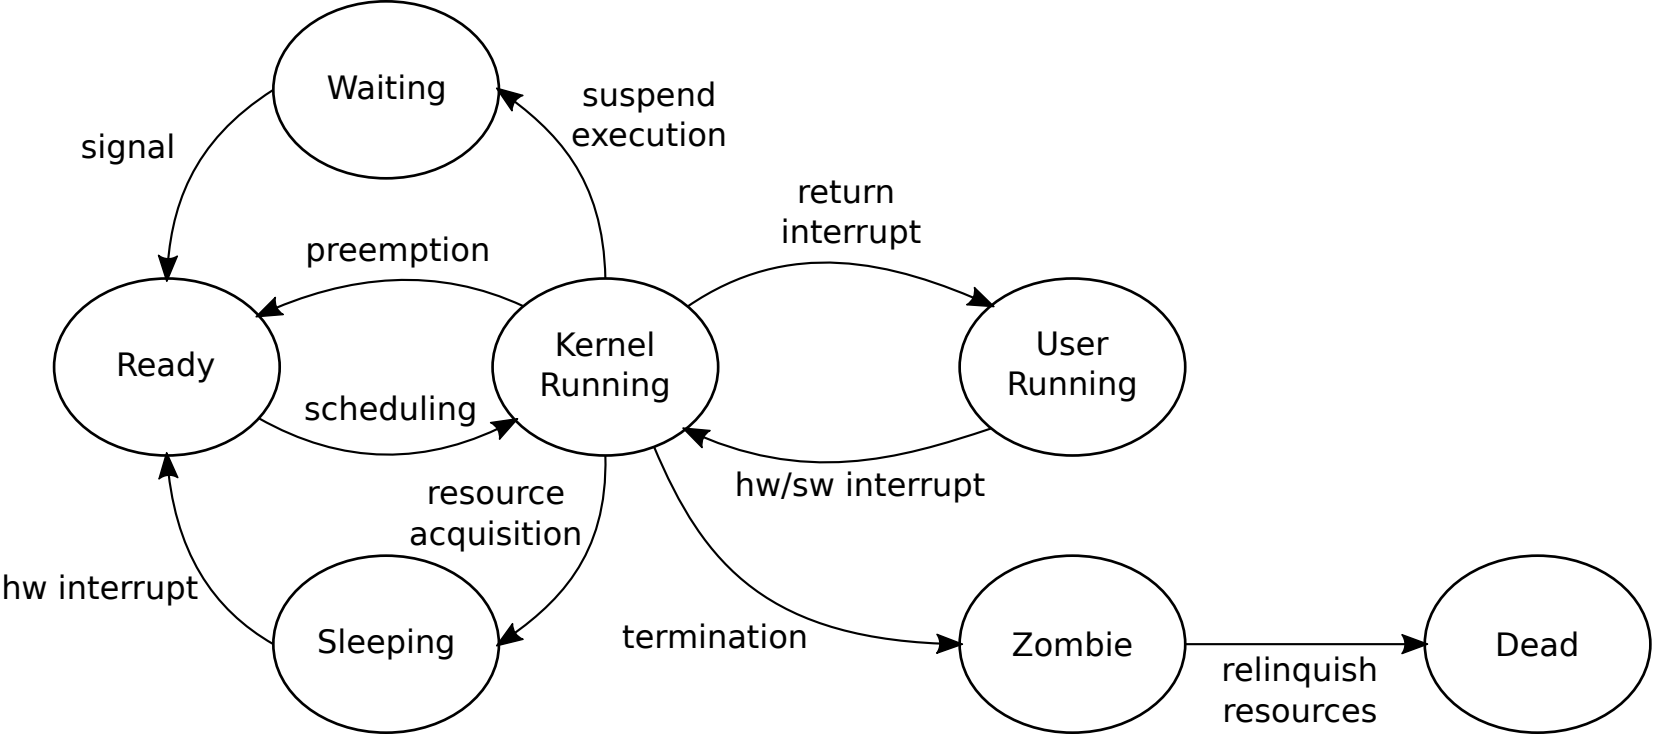 Waiting
suspend
execution
signal
return
interrupt
preemption
Ready
Kernel
Running
User
Running
scheduling
hw/sw interrupt
resource
acquisition
hw interrupt
Sleeping
termination
Zombie
Dead
relinquish
resources